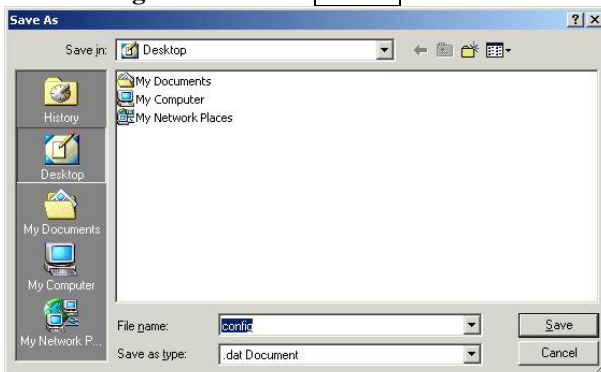 Save As
Save in:
Desktop
History
Desktop
My Documents
My Computer
My Network P...
My Documents
My Computer
My Network Places
File name:
config
Save
Save as type:
.dat Document
Cancel